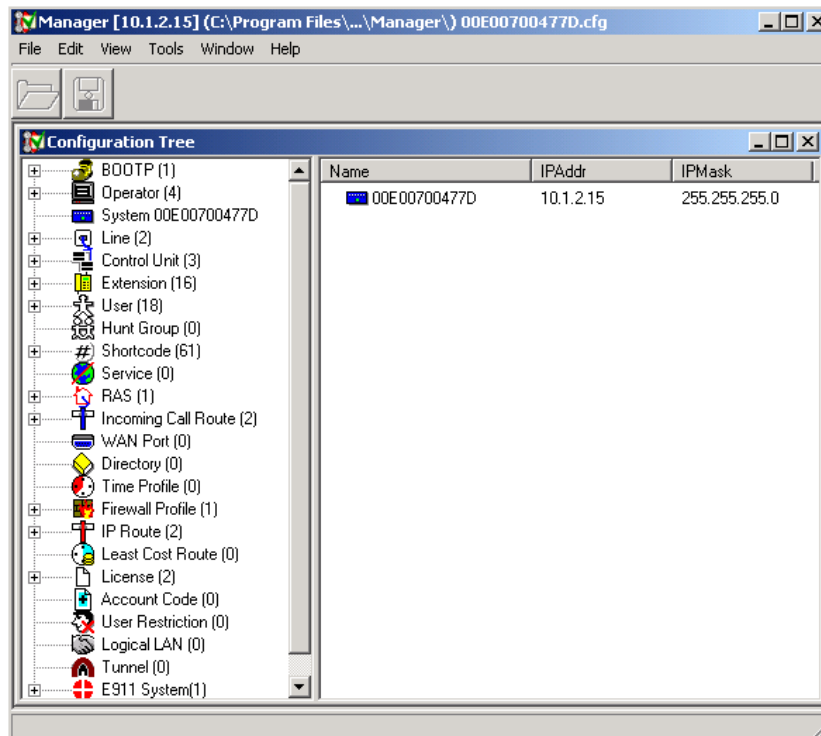 Manager [10.1.2.15] (C:\Program Files\...\Manager\) 00E00700477D.cfg
File Edit View Tools Window Help
Configuration Tree
BOOTP (1)
Operator (4)
System 00E00700477D
Line (2)
Control Unit (3)
Extension (16)
User (18)
Hunt Group (0)
Shortcode (61)
Service (0)
RAS (1)
Incoming Call Route (2)
WAN Port (0)
Directory (0)
Time Profile (0)
Firewall Profile (1)
IP Route (2)
Least Cost Route (0)
License (2)
Account Code (0)
User Restriction (0)
Logical LAN (0)
Tunnel (0)
E911 System(1)
Name IPAddr IPMask
00E00700477D 10.1.2.15 255.255.255.0